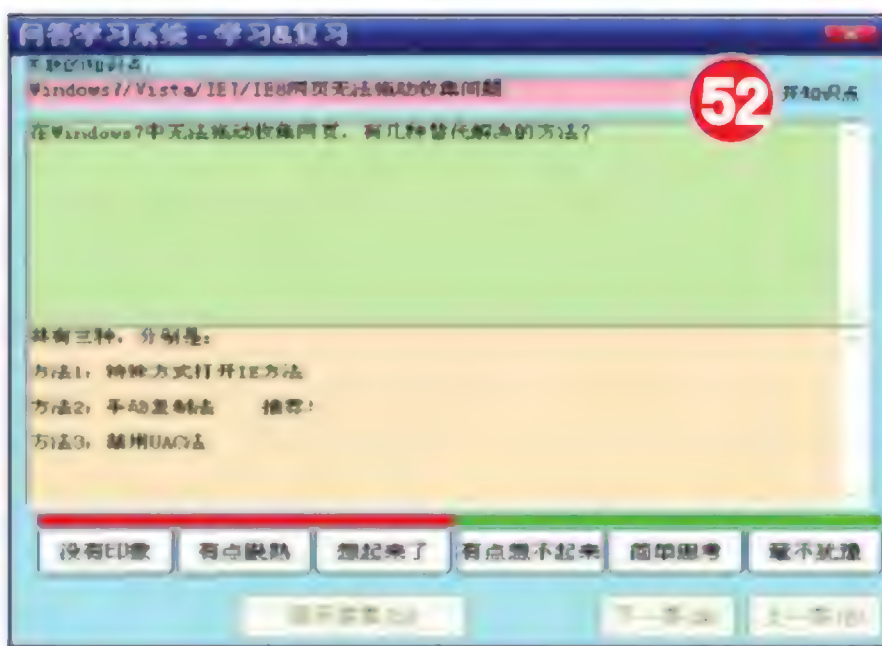 问答学习系统 - 学习&复习
Windows7/Vista/IE7/IE8网页无法拖动收集问题
52
在Windows7中无法拖动收集网页，有几种替代解决的方法？
共有三种，分别是：
方法1：特殊方式打开IE方法
方法2：手动复制法 推荐！
方法3：禁用UAC法
没有印象 有点眼熟 想起来了 有点想不起来 简单思考 毫不犹豫